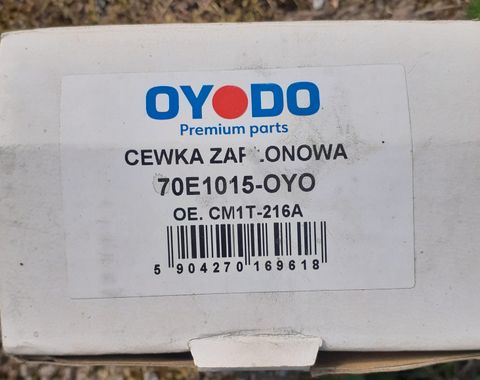 OYODO
Premium parts
CEWKA ZAPŁONOWA
70E1015-OYO
OE. CM1T-216A
5 904270 169618